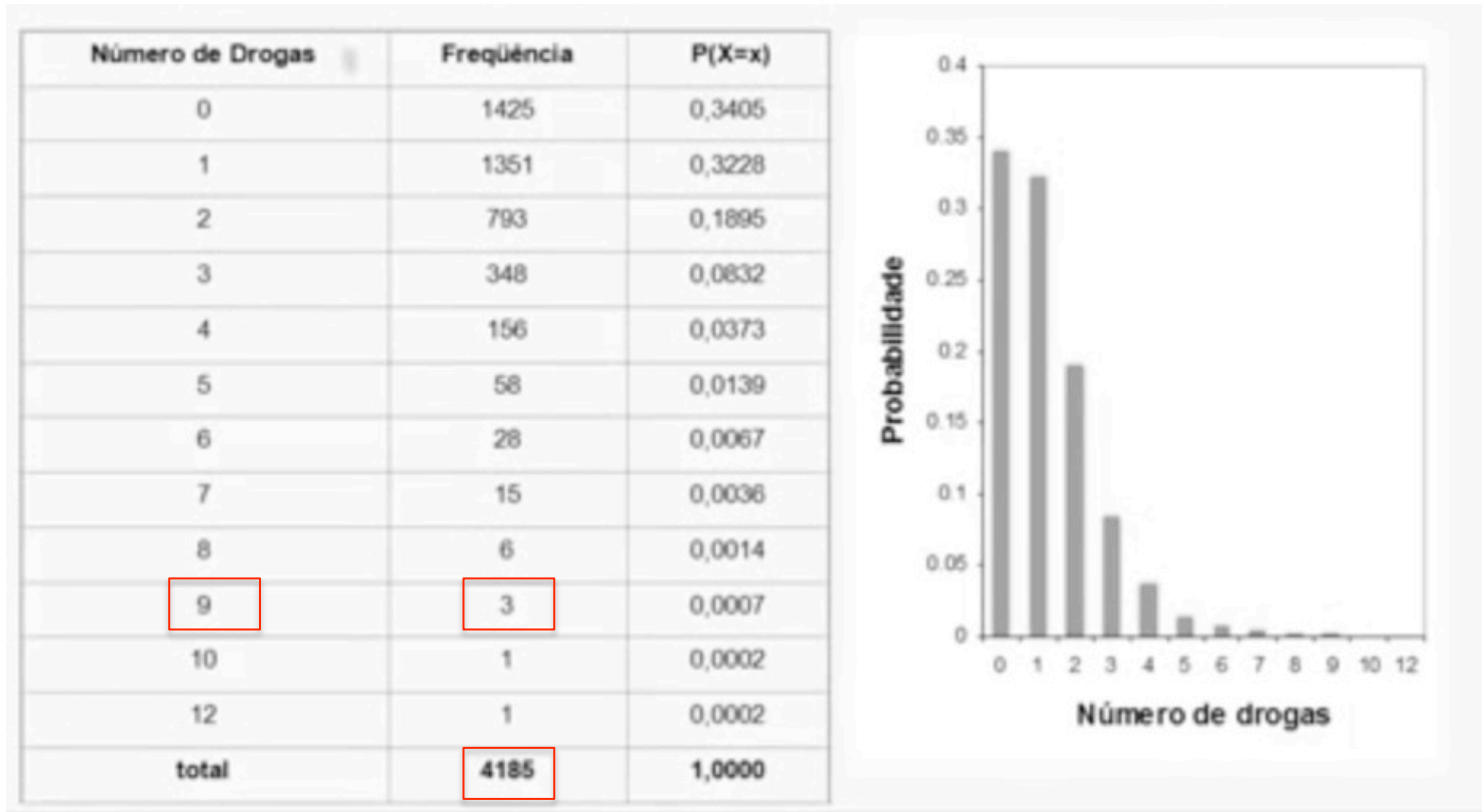 Número de Drogas Freqüência P(X=x)
0 1425 0,3405
1 1351 0,3228
2 793 0,1895
3 348 0,0832
4 156 0,0373
5 58 0,0139
6 28 0,0067
7 15 0,0036
8 6 0,0014
9 3 0,0007
10 1 0,0002
12 1 0,0002
total 4185 1,0000
0.4
0.35
0.3
0.25
0.2
0.15
0.1
0.05
0
Probabilidade
0 1 2 3 4 5 6 7 8 9 10 12
Número de drogas